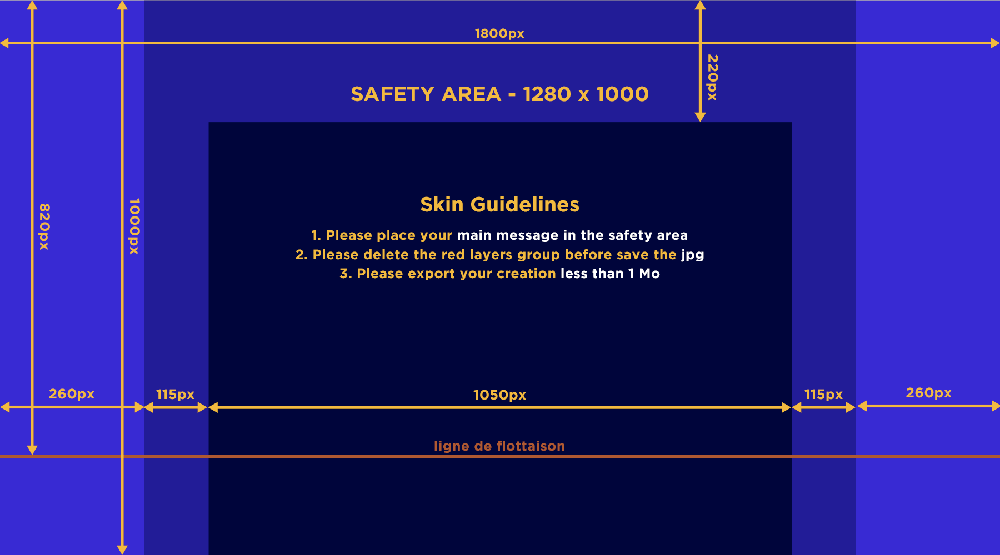 1800px
220px
SAFETY AREA - 1280 x 1000
820px
1000px
Skin Guidelines
1. Please place your main message in the safety area
2. Please delete the red layers group before save the jpg
3. Please export your creation less than 1 Mo
260px
115px
1050px
115px
260px
ligne de flottaison